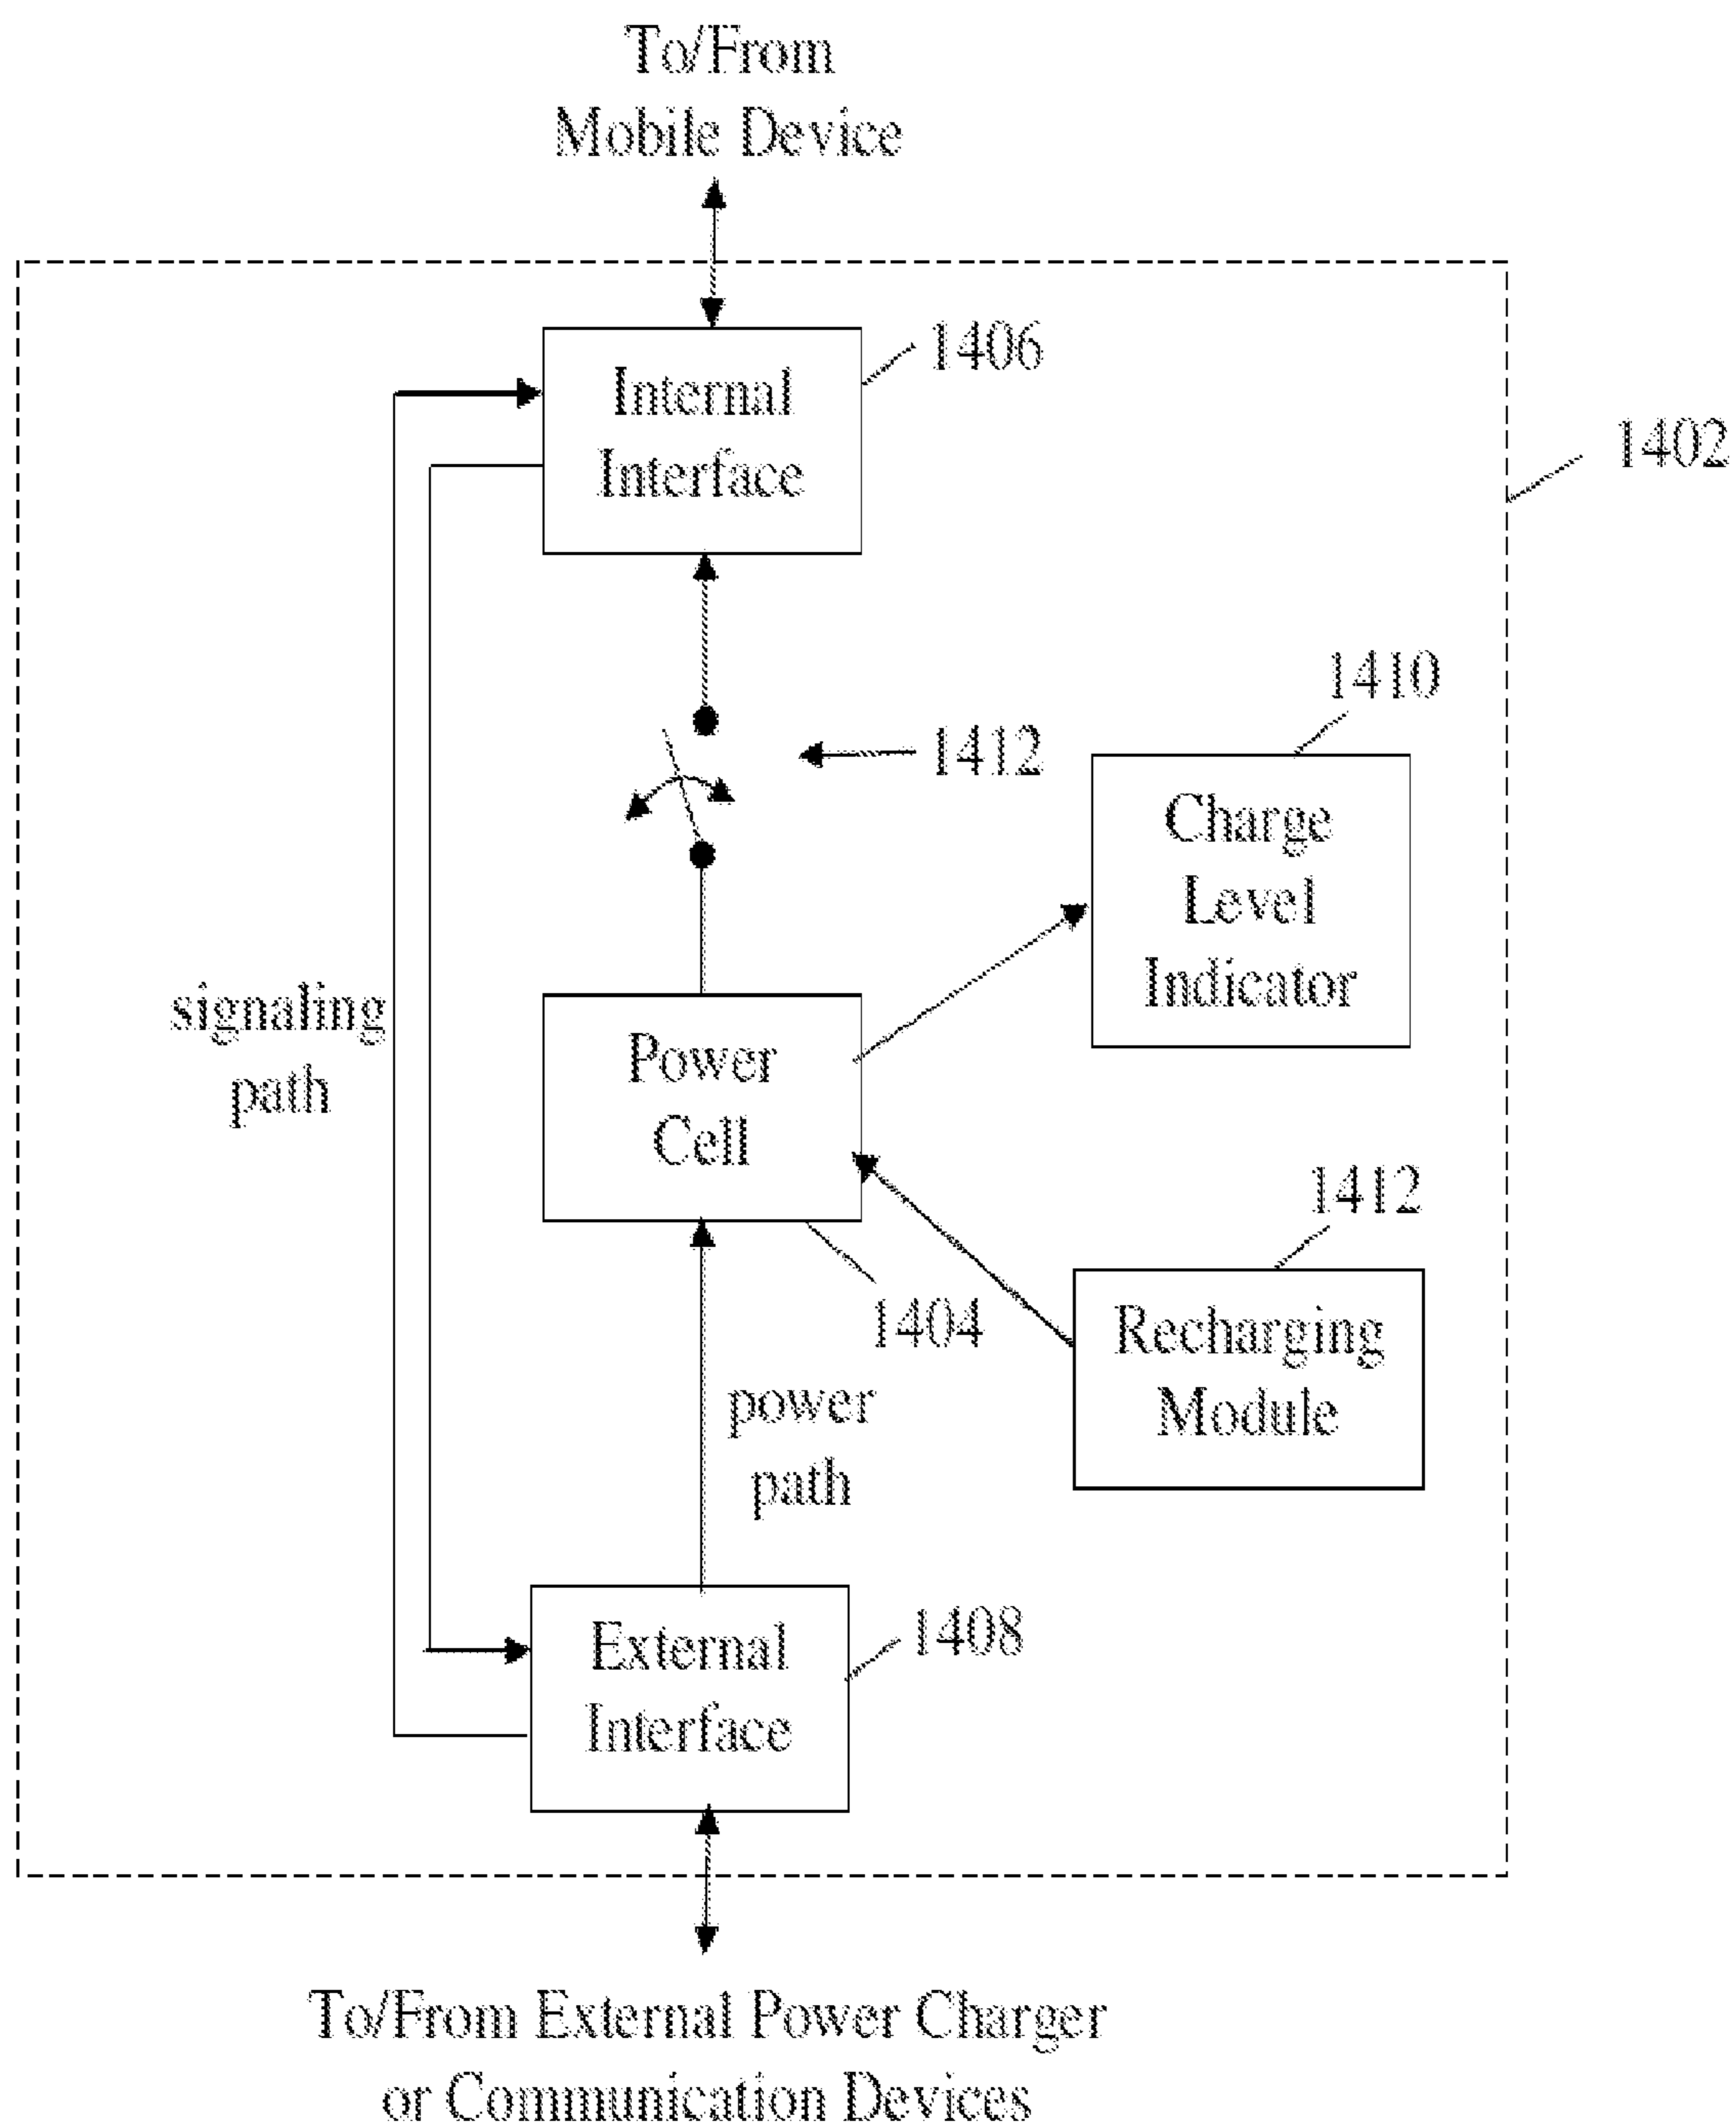 To/From
Mobile Device
1406
Internal
Interface
1402
1410
1412
Charge
Level
Indicator
signaling
path
Power
Cell
1412
1404
Recharging
Module
power
path
External
Interface
1408
To/From External Power Charger
or Communication Devices